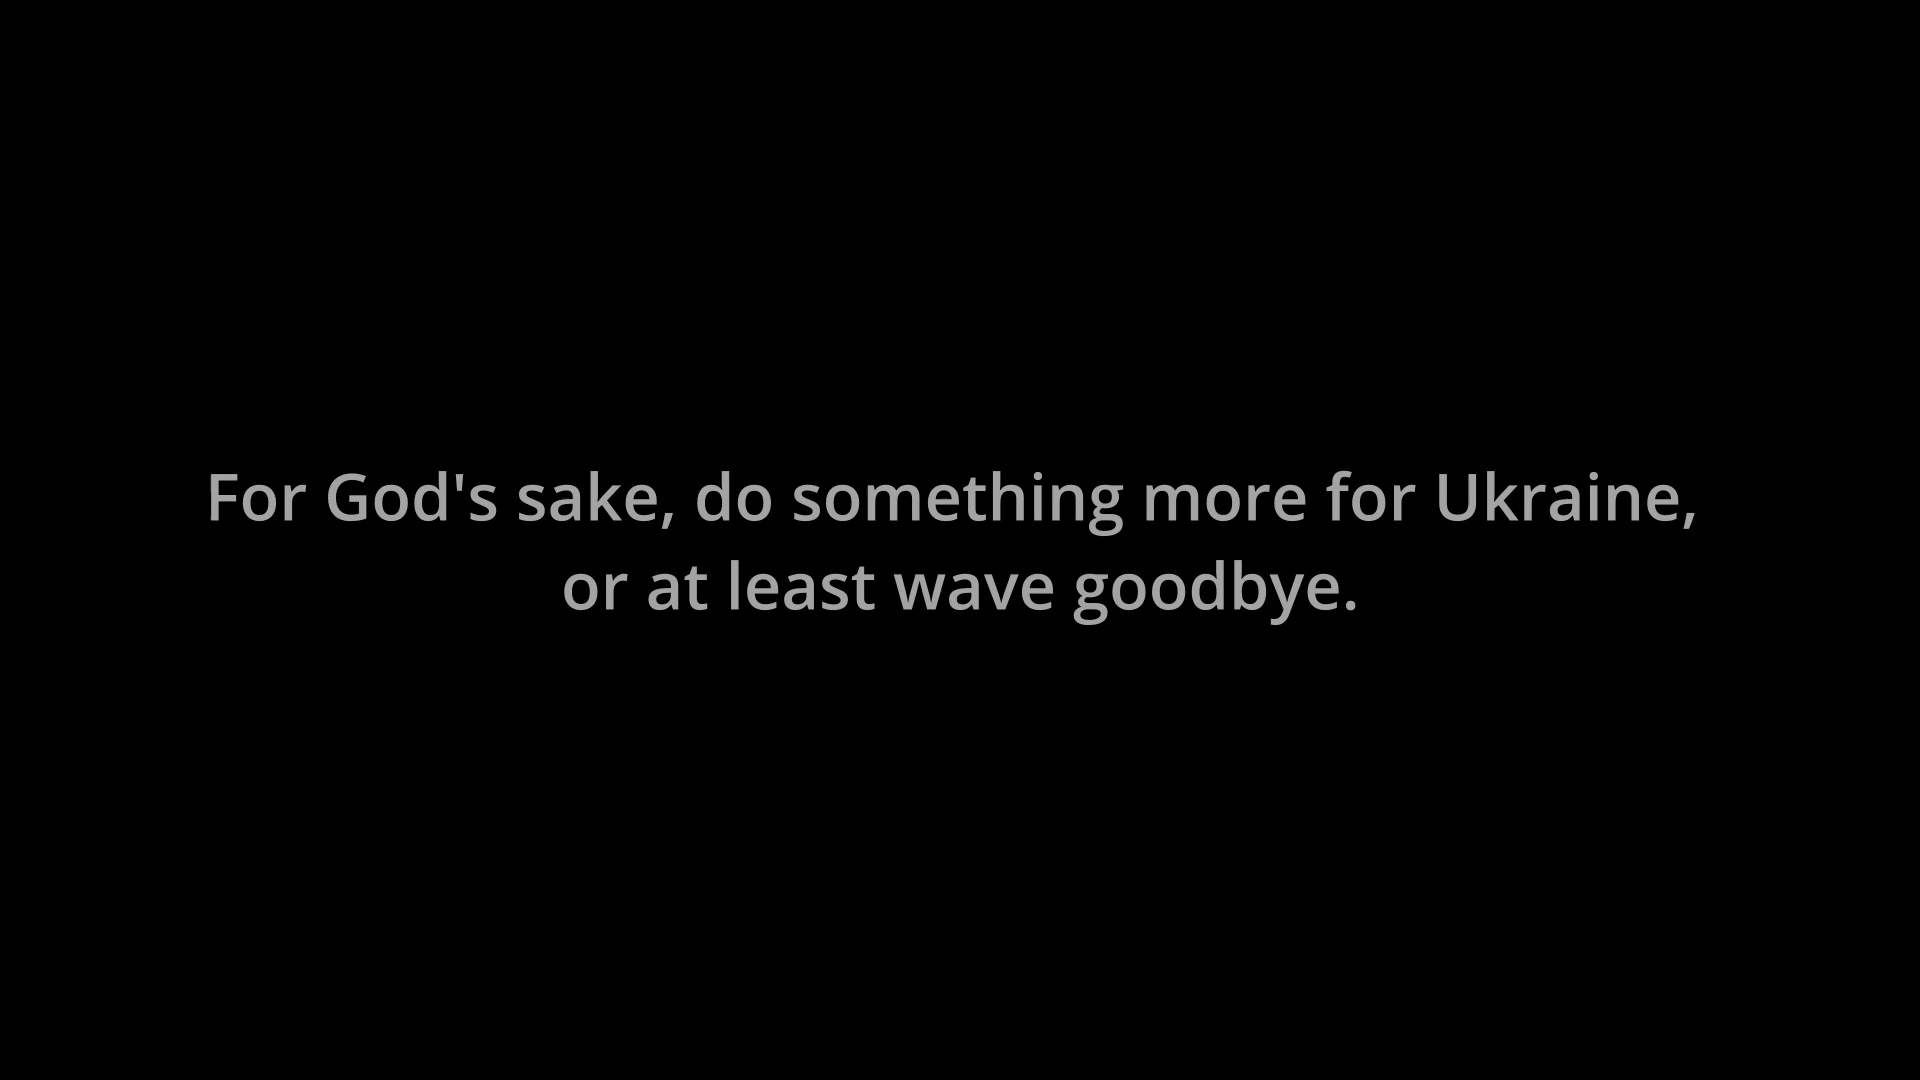 For God's sake, do something more for Ukraine,
or at least wave goodbye.